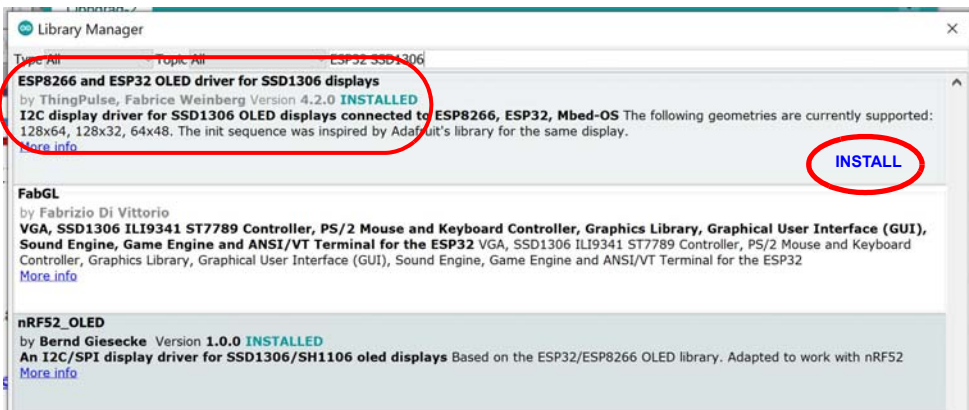 Library Manager
Type All Topic All ESP32 SSD1306
ESP8266 and ESP32 OLED driver for SSD1306 displays
by ThingPulse, Fabrice Weinberg Version 4.2.0 INSTALLED
I2C display driver for SSD1306 OLED displays connected to ESP8266, ESP32, Mbed-OS The following geometries are currently supported:
128x64, 128x32, 64x48. The init sequence was inspired by Adafruit's library for the same display.
More info
INSTALL
FabGL
by Fabrizio Di Vittorio
VGA, SSD1306 ILI9341 ST7789 Controller, PS/2 Mouse and Keyboard Controller, Graphics Library, Graphical User Interface (GUI),
Sound Engine, Game Engine and ANSI/VT Terminal for the ESP32 VGA, SSD1306 ILI9341 ST7789 Controller, PS/2 Mouse and Keyboard
Controller, Graphics Library, Graphical User Interface (GUI), Sound Engine, Game Engine and ANSI/VT Terminal for the ESP32
More info
nRF52_OLED
by Bernd Giesecke Version 1.0.0 INSTALLED
An I2C/SPI display driver for SSD1306/SH1106 oled displays Based on the ESP32/ESP8266 OLED library. Adapted to work with nRF52
More info